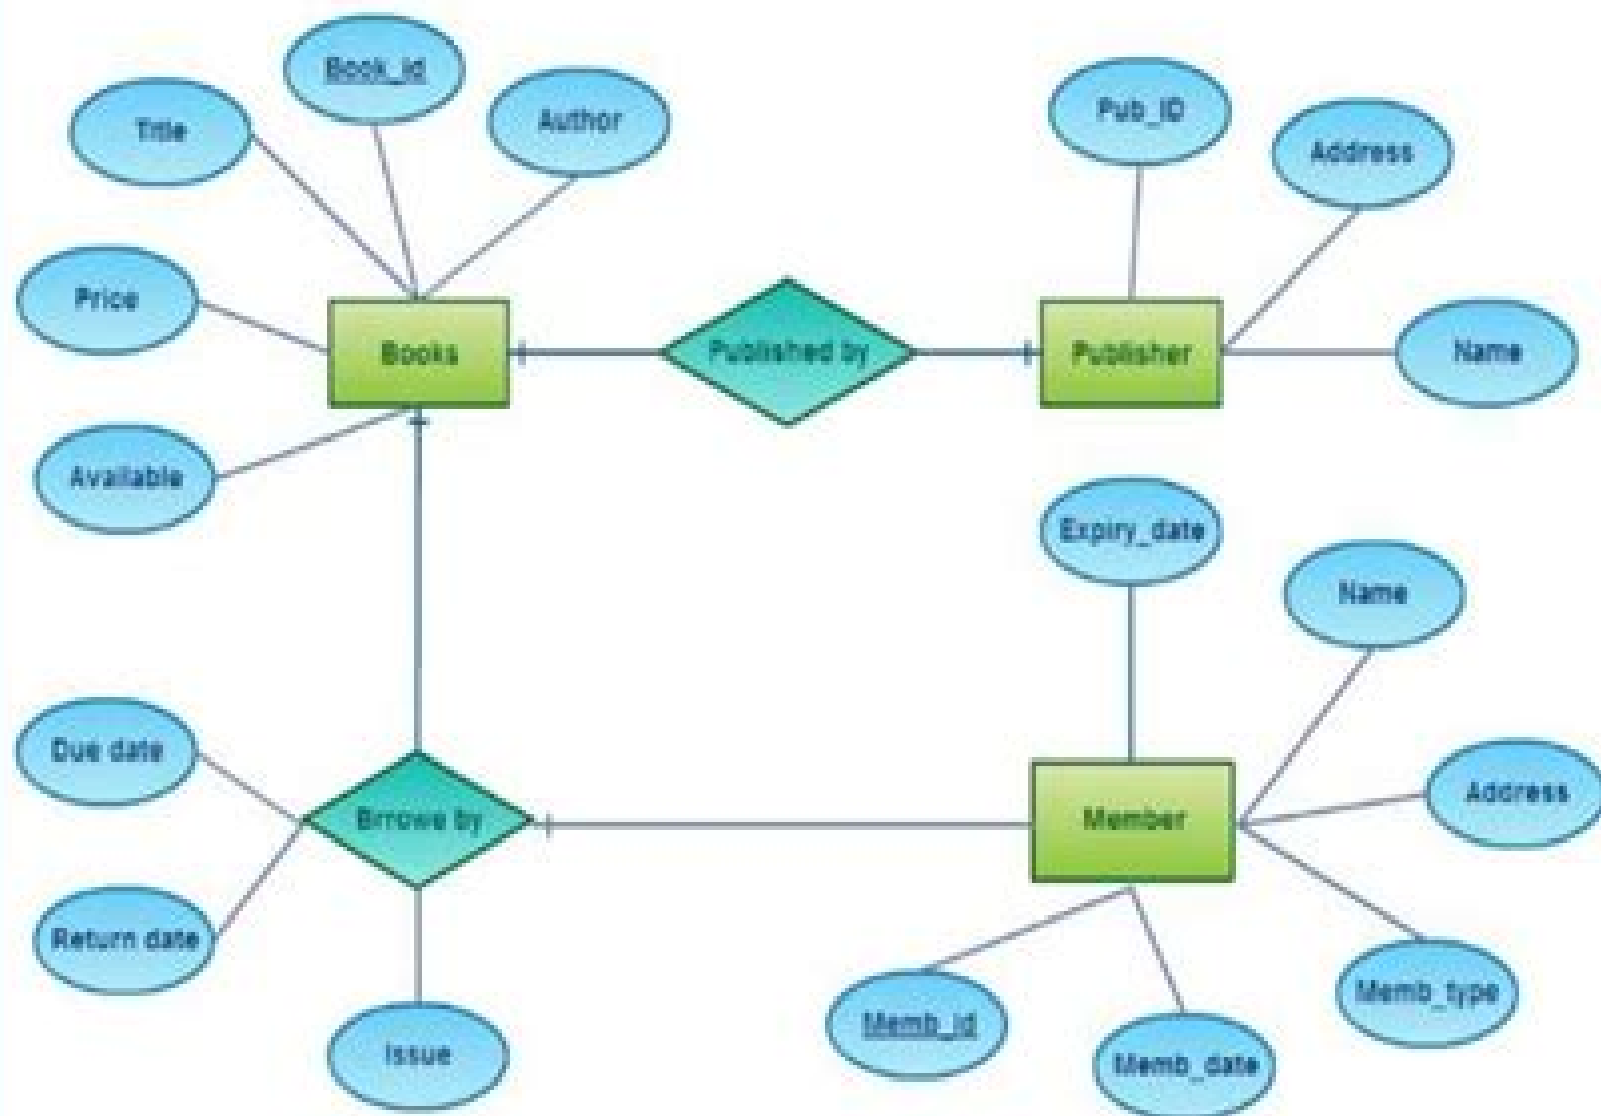 Book_id
Title
Author
Pub_ID
Address
Price
Books
Published by
Publisher
Name
Available
Expiry_date
Name
Due date
Brrowe by
Member
Address
Return date
Issue
Memb_id
Memb_date
Memb_type